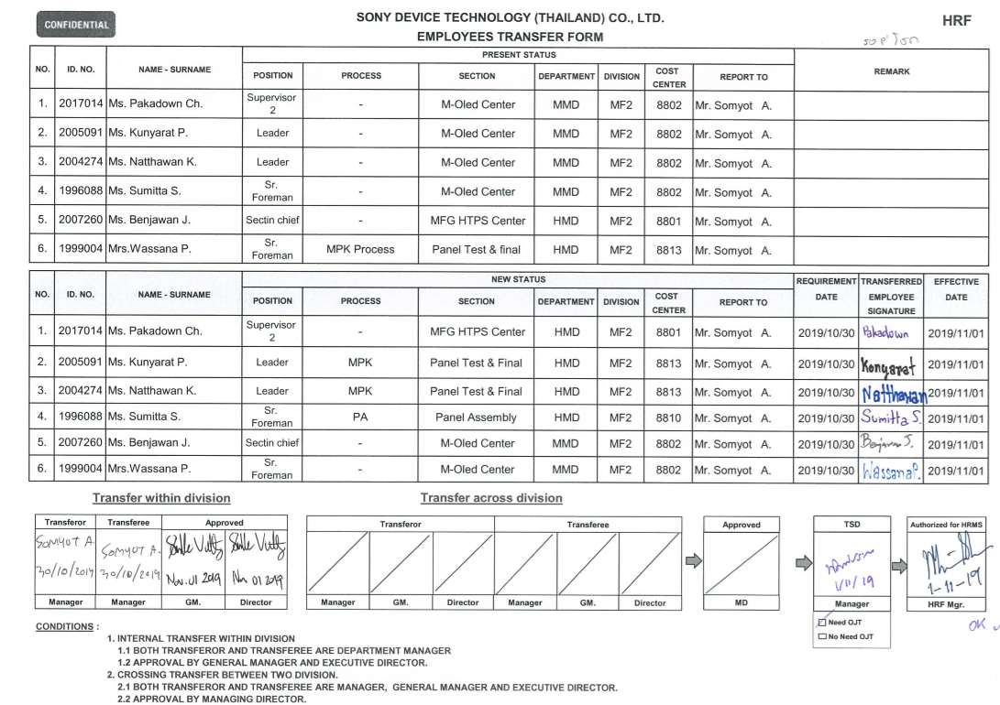 CONFIDENTIAL
SONY DEVICE TECHNOLOGY (THAILAND) CO., LTD.
HRF
EMPLOYEES TRANSFER FORM
NO. ID. NO. NAME - SURNAME PRESENT STATUS REMARK
POSITION PROCESS SECTION DEPARTMENT DIVISION COST CENTER REPORT TO
1. 2017014 Ms. Pakadown Ch. Supervisor 2 - M-Oled Center MMD MF2 8802 Mr. Somyot A.
2. 2005091 Ms. Kunyarat P. Leader - M-Oled Center MMD MF2 8802 Mr. Somyot A.
3. 2004274 Ms. Natthawan K. Leader - M-Oled Center MMD MF2 8802 Mr. Somyot A.
4. 1996088 Ms. Sumitta S. Sr. Foreman - M-Oled Center MMD MF2 8802 Mr. Somyot A.
5. 2007260 Ms. Benjawan J. Sectin chief - MFG HTPS Center HMD MF2 8801 Mr. Somyot A.
6. 1999004 Mrs.Wassana P. Sr. Foreman MPK Process Panel Test & final HMD MF2 8813 Mr. Somyot A.
NO. ID. NO. NAME - SURNAME NEW STATUS REQUIREMENT DATE TRANSFERRED EMPLOYEE SIGNATURE EFFECTIVE DATE
POSITION PROCESS SECTION DEPARTMENT DIVISION COST CENTER REPORT TO
1. 2017014 Ms. Pakadown Ch. Supervisor 2 - MFG HTPS Center HMD MF2 8801 Mr. Somyot A. 2019/10/30 Pakadown 2019/11/01
2. 2005091 Ms. Kunyarat P. Leader MPK Panel Test & Final HMD MF2 8813 Mr. Somyot A. 2019/10/30 Konyarat 2019/11/01
3. 2004274 Ms. Natthawan K. Leader MPK Panel Test & Final HMD MF2 8813 Mr. Somyot A. 2019/10/30 Natthawan 2019/11/01
4. 1996088 Ms. Sumitta S. Sr. Foreman PA Panel Assembly HMD MF2 8810 Mr. Somyot A. 2019/10/30 Sumitta S. 2019/11/01
5. 2007260 Ms. Benjawan J. Sectin chief - M-Oled Center MMD MF2 8802 Mr. Somyot A. 2019/10/30 Benjawan J. 2019/11/01
6. 1999004 Mrs.Wassana P. Sr. Foreman - M-Oled Center MMD MF2 8802 Mr. Somyot A. 2019/10/30 Wassana P. 2019/11/01
Transfer within division Transfer across division
Transferor Transferee Approved Transferor Transferee Approved TSD Authorized for HRMS
SOMYOT A. SOMYOT A.
30/10/2019 30/10/2019 Nov. 01 2019 Nov 01 2019 1/11/19 1-11-19
Manager Manager GM. Director Manager GM. Director Manager GM. Director MD Manager HRF Mgr.
Need OJT
OK
No Need OJT
CONDITIONS :
1. INTERNAL TRANSFER WITHIN DIVISION
1.1 BOTH TRANSFEROR AND TRANSFEREE ARE DEPARTMENT MANAGER
1.2 APPROVAL BY GENERAL MANAGER AND EXECUTIVE DIRECTOR.
2. CROSSING TRANSFER BETWEEN TWO DIVISION.
2.1 BOTH TRANSFEROR AND TRANSFEREE ARE MANAGER, GENERAL MANAGER AND EXECUTIVE DIRECTOR.
2.2 APPROVAL BY MANAGING DIRECTOR.